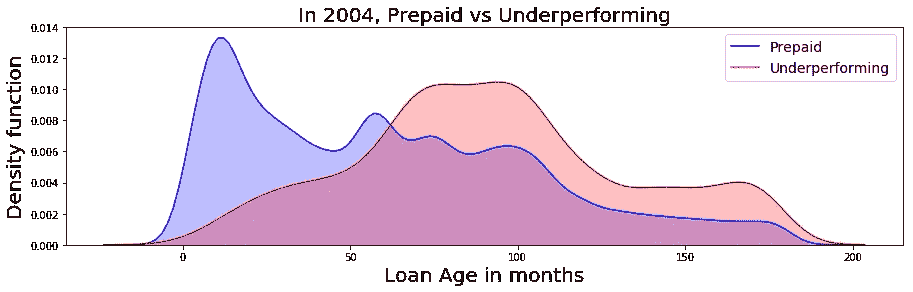 In 2004, Prepaid vs Underperforming
0.014
0.012
0.010
0.008
0.006
0.004
0.002
0.000
Density function
Prepaid
Underperforming
0
50
100
150
200
Loan Age in months